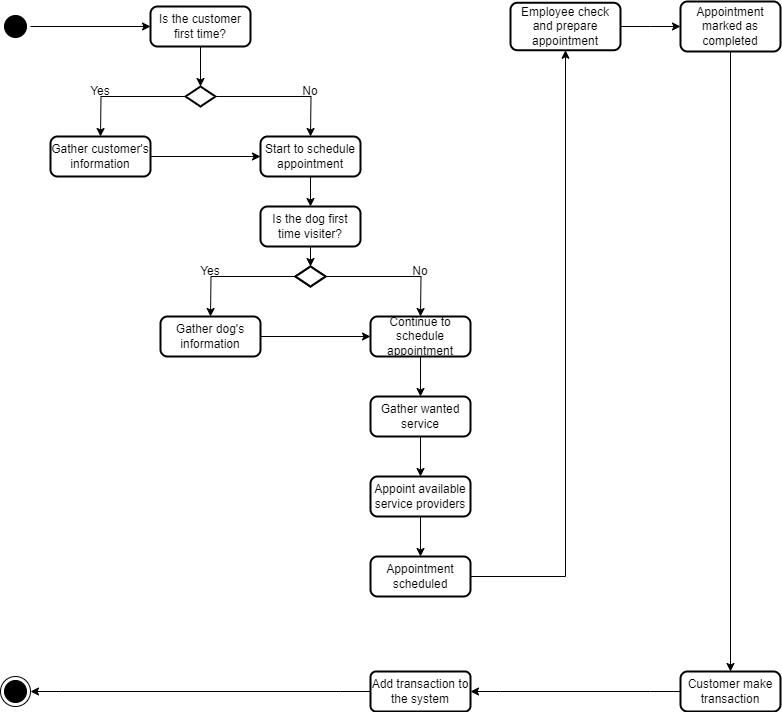 Is the customer
first time?
Yes
No
Gather customer's
information
Start to schedule
appointment
Is the dog first
time visiter?
Yes
No
Gather dog's
information
Continue to
schedule
appointment
Gather wanted
service
Appoint available
service providers
Appointment
scheduled
Employee check
and prepare
appointment
Appointment
marked as
completed
Customer make
transaction
Add transaction to
the system